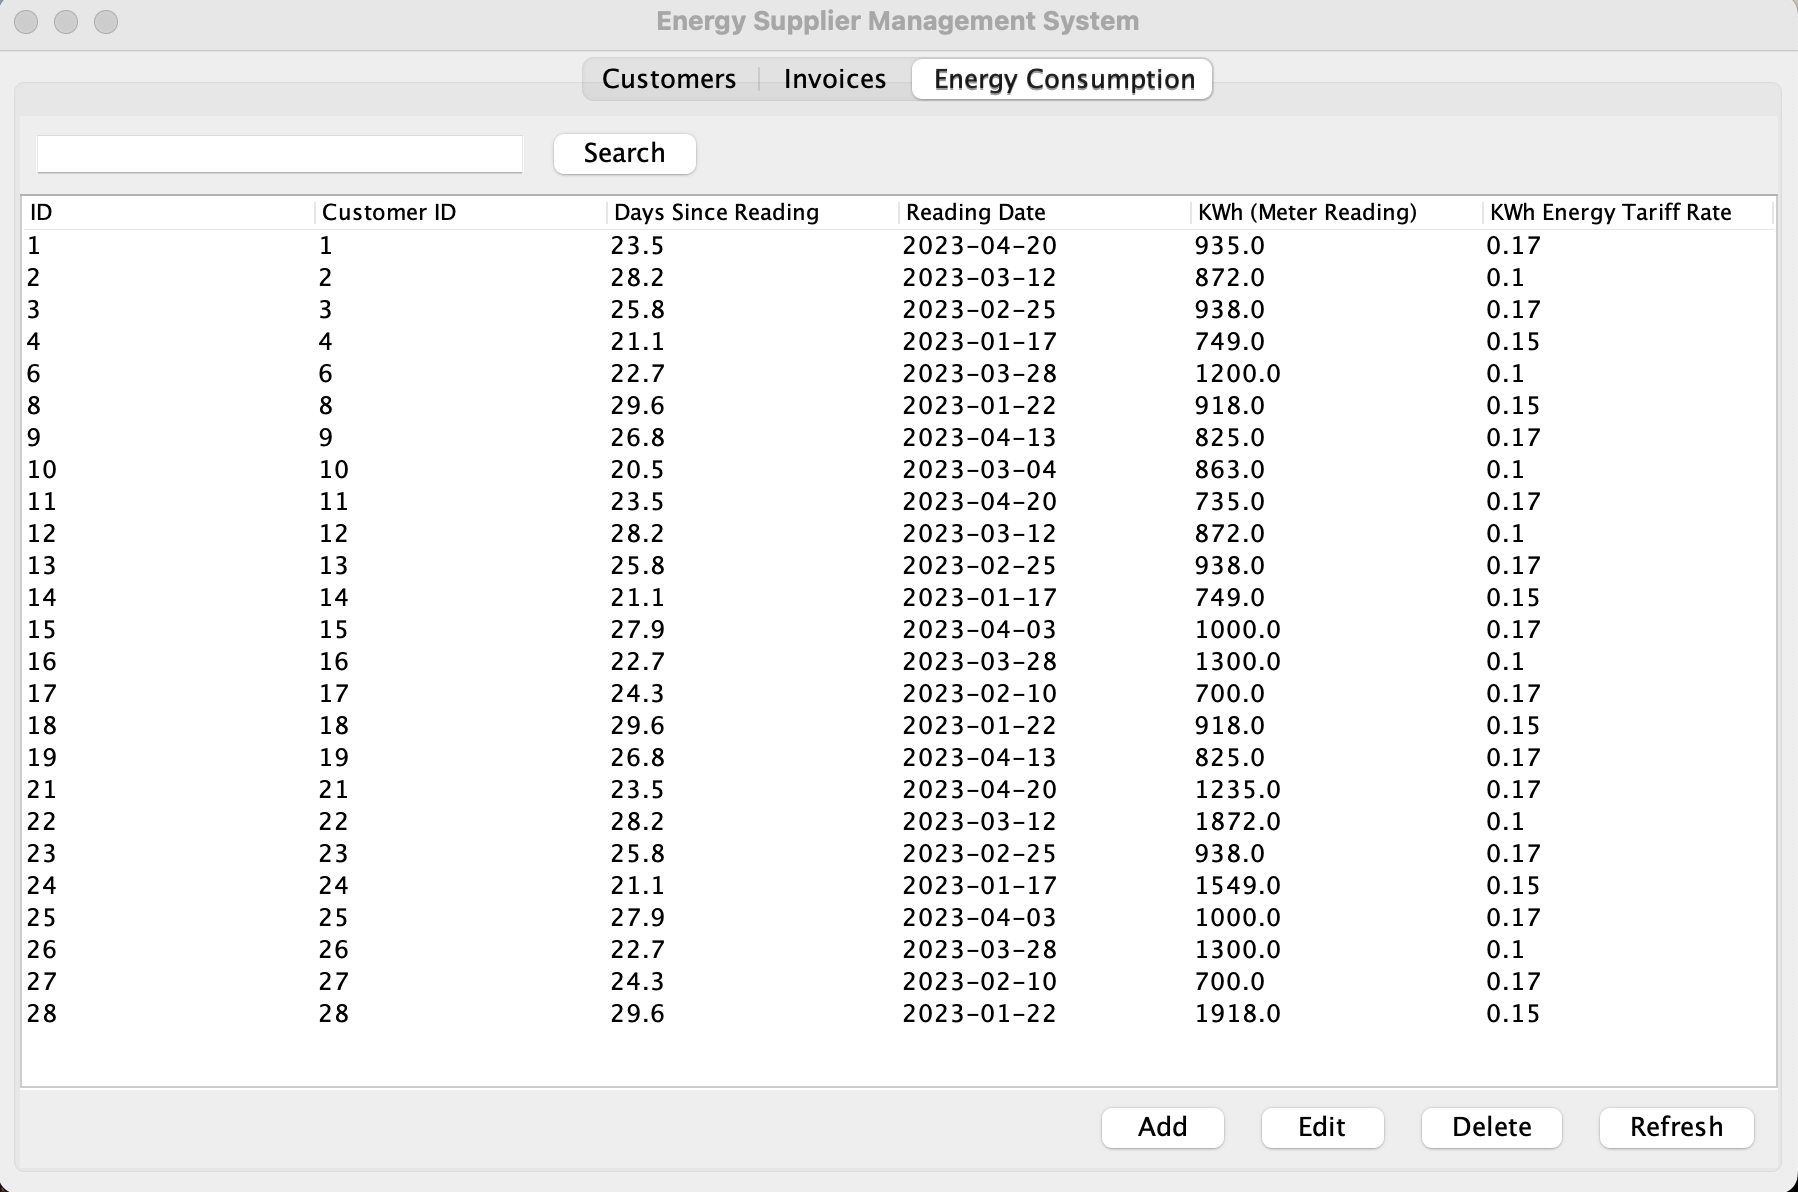 Energy Supplier Management System
Customers Invoices Energy Consumption
Search
ID Customer ID Days Since Reading Reading Date KWh (Meter Reading) KWh Energy Tariff Rate
1 1 23.5 2023-04-20 935.0 0.17
2 2 28.2 2023-03-12 872.0 0.1
3 3 25.8 2023-02-25 938.0 0.17
4 4 21.1 2023-01-17 749.0 0.15
6 6 22.7 2023-03-28 1200.0 0.1
8 8 29.6 2023-01-22 918.0 0.15
9 9 26.8 2023-04-13 825.0 0.17
10 10 20.5 2023-03-04 863.0 0.1
11 11 23.5 2023-04-20 735.0 0.17
12 12 28.2 2023-03-12 872.0 0.1
13 13 25.8 2023-02-25 938.0 0.17
14 14 21.1 2023-01-17 749.0 0.15
15 15 27.9 2023-04-03 1000.0 0.17
16 16 22.7 2023-03-28 1300.0 0.1
17 17 24.3 2023-02-10 700.0 0.17
18 18 29.6 2023-01-22 918.0 0.15
19 19 26.8 2023-04-13 825.0 0.17
21 21 23.5 2023-04-20 1235.0 0.17
22 22 28.2 2023-03-12 1872.0 0.1
23 23 25.8 2023-02-25 938.0 0.17
24 24 21.1 2023-01-17 1549.0 0.15
25 25 27.9 2023-04-03 1000.0 0.17
26 26 22.7 2023-03-28 1300.0 0.1
27 27 24.3 2023-02-10 700.0 0.17
28 28 29.6 2023-01-22 1918.0 0.15
Add Edit Delete Refresh